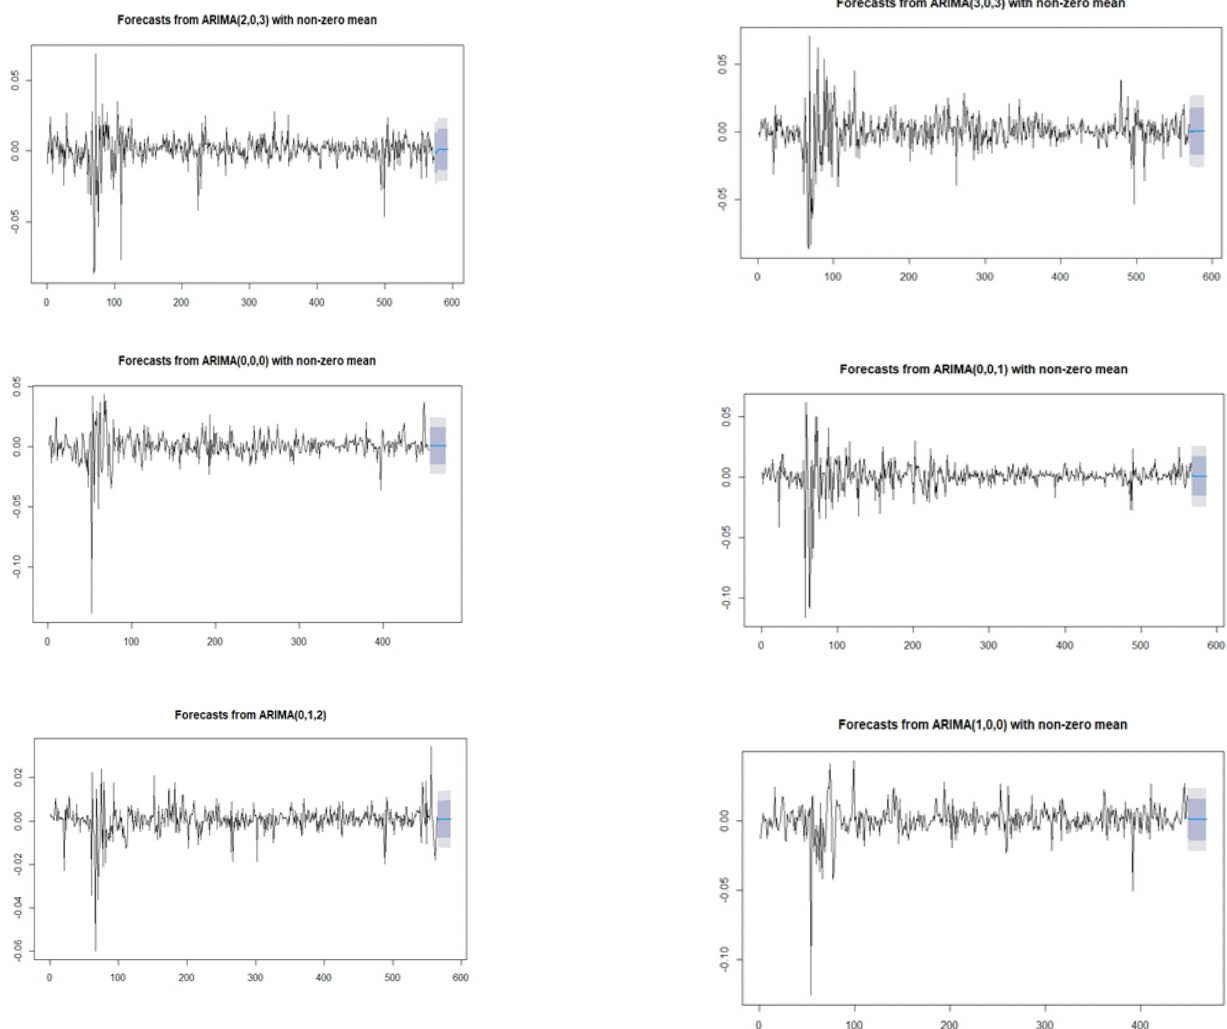 Forecasts from ARIMA(2,0,3) with non-zero mean
0.05
0.00
-0.05
0 100 200 300 400 500 600
Forecasts from ARIMA(3,0,3) with non-zero mean
0.05
0.00
-0.05
0 100 200 300 400 500 600
Forecasts from ARIMA(0,0,0) with non-zero mean
0.05
0.00
-0.05
-0.10
0 100 200 300 400
Forecasts from ARIMA(0,0,1) with non-zero mean
0.05
0.00
-0.05
-0.10
0 100 200 300 400 500 600
Forecasts from ARIMA(0,1,2)
0.02
0.00
-0.02
-0.04
-0.06
0 100 200 300 400 500 600
Forecasts from ARIMA(1,0,0) with non-zero mean
0.00
-0.05
-0.10
0 100 200 300 400